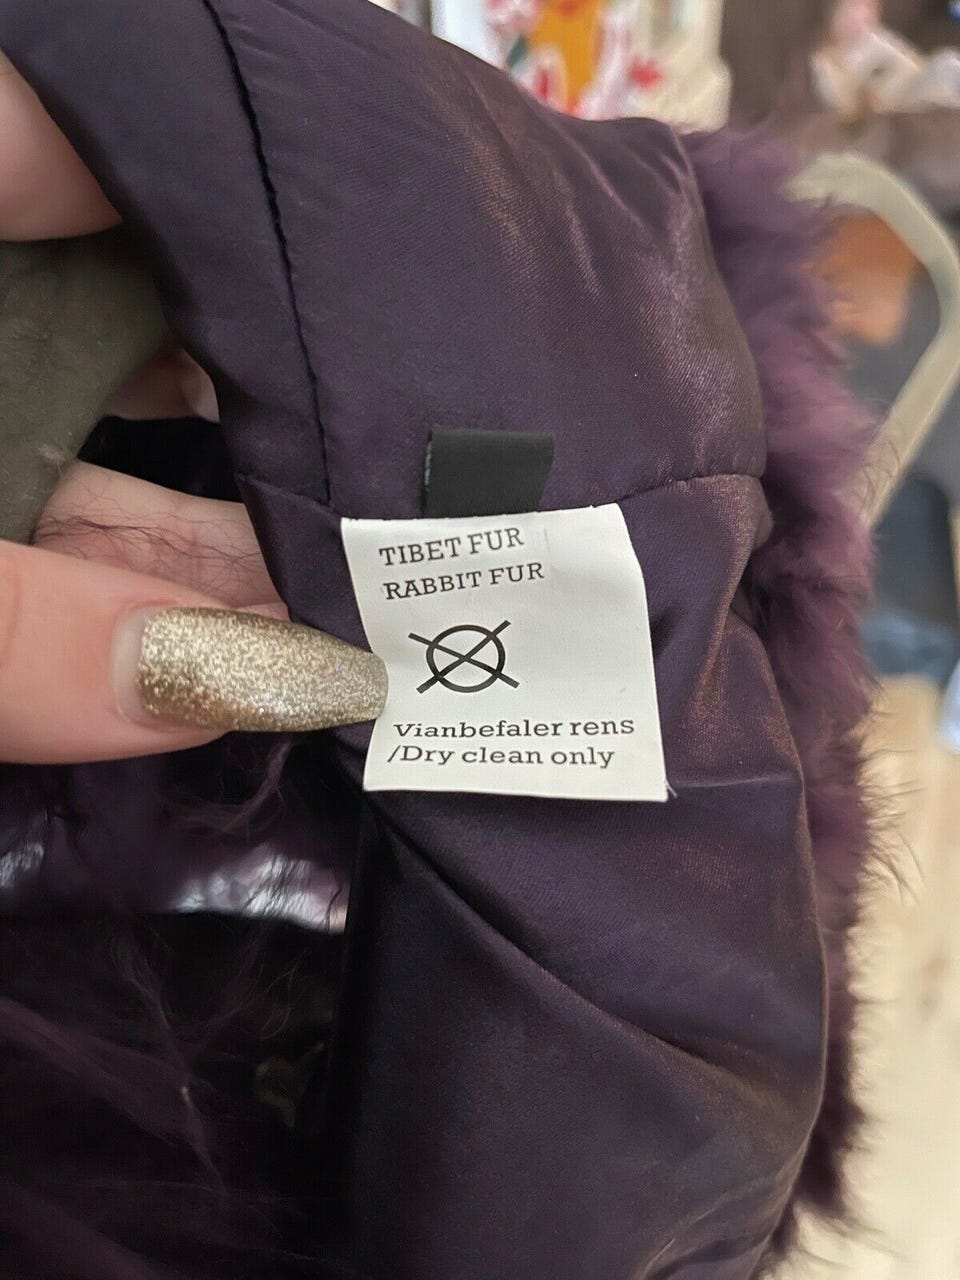 TIBET FUR
RABBIT FUR
Vianbefaler rens
/Dry clean only